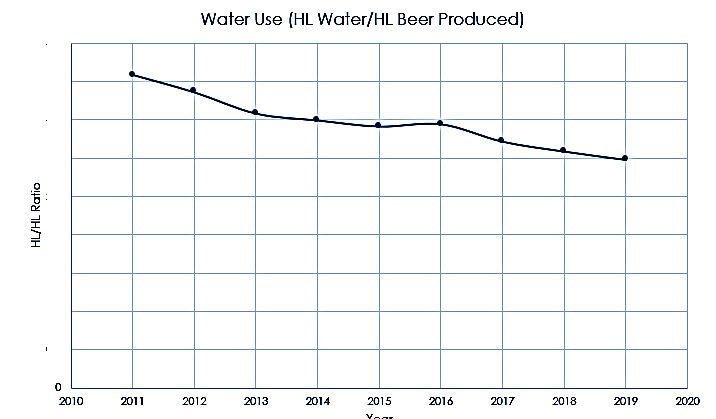 Water Use (HL Water/HL Beer Produced)
HL/HL Ratio
0
2010 2011 2012 2013 2014 2015 2016 2017 2018 2019 2020
Year